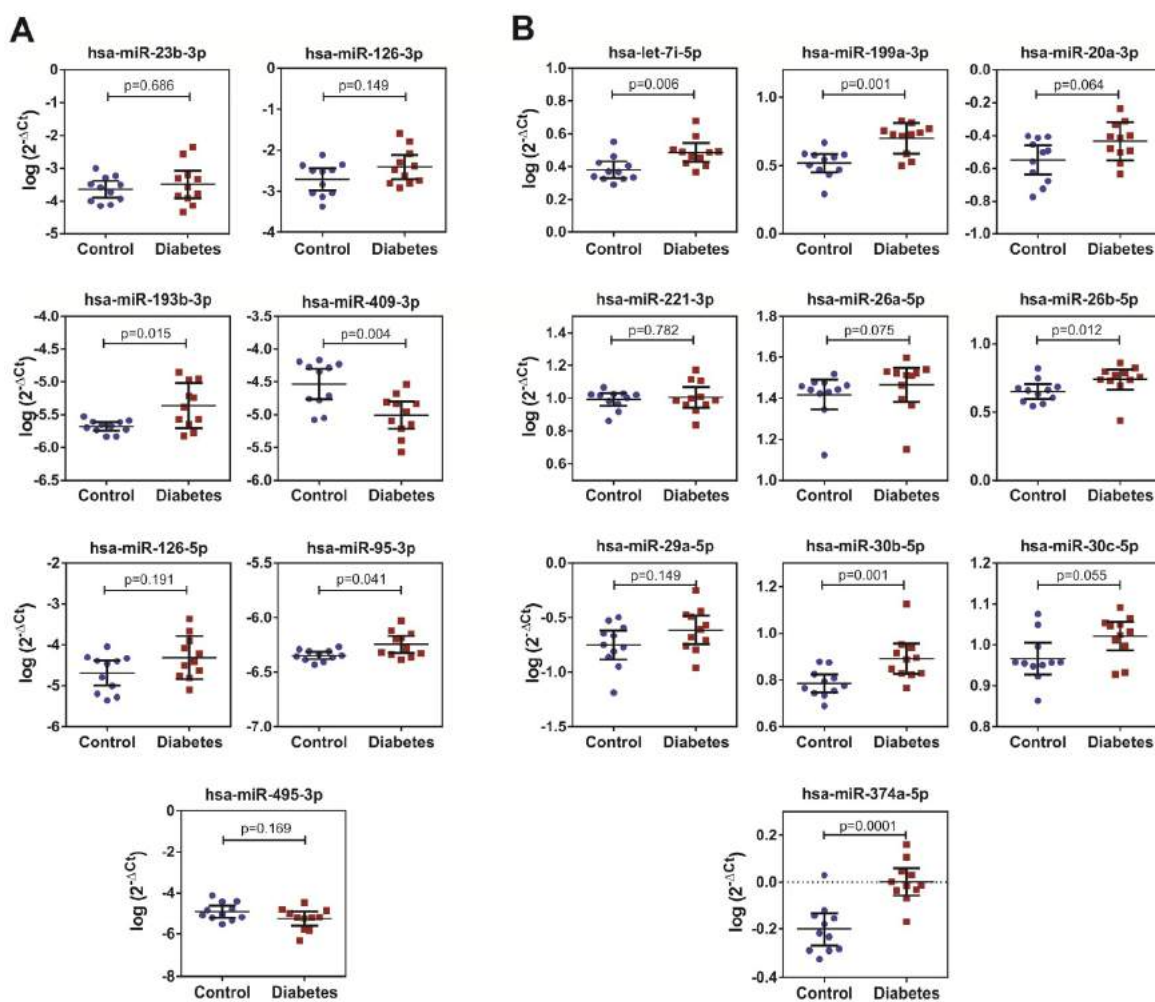 A
B
hsa-miR-23b-3p
p=0.686
log (2-ΔCt)
0
-1
-2
-3
-4
-5
Control Diabetes
hsa-miR-126-3p
p=0.149
0
-1
-2
-3
-4
Control Diabetes
hsa-let-7i-5p
p=0.006
log (2-ΔCt)
1.0
0.8
0.6
0.4
0.2
0.0
Control Diabetes
hsa-miR-199a-3p
p=0.001
1.0
0.5
0.0
Control Diabetes
hsa-miR-20a-3p
p=0.064
0.0
-0.2
-0.4
-0.6
-0.8
-1.0
Control Diabetes
hsa-miR-193b-3p
p=0.015
log (2-ΔCt)
-4.0
-4.5
-5.0
-5.5
-6.0
-6.5
Control Diabetes
hsa-miR-409-3p
p=0.004
-3.5
-4.0
-4.5
-5.0
-5.5
-6.0
Control Diabetes
hsa-miR-221-3p
p=0.782
log (2-ΔCt)
1.4
1.2
1.0
0.8
0.6
Control Diabetes
hsa-miR-26a-5p
p=0.075
1.8
1.6
1.4
1.2
1.0
Control Diabetes
hsa-miR-26b-5p
p=0.012
1.0
0.5
0.0
Control Diabetes
hsa-miR-126-5p
p=0.191
log (2-ΔCt)
-2
-3
-4
-5
-6
Control Diabetes
hsa-miR-95-3p
p=0.041
-5.5
-6.0
-6.5
-7.0
Control Diabetes
hsa-miR-29a-5p
p=0.149
log (2-ΔCt)
0.0
-0.5
-1.0
-1.5
Control Diabetes
hsa-miR-30b-5p
p=0.001
1.2
1.0
0.8
0.6
Control Diabetes
hsa-miR-30c-5p
p=0.055
1.2
1.1
1.0
0.9
0.8
Control Diabetes
hsa-miR-495-3p
p=0.169
log (2-ΔCt)
0
-2
-4
-6
-8
Control Diabetes
hsa-miR-374a-5p
p=0.0001
log (2-ΔCt)
0.2
0.0
-0.2
-0.4
Control Diabetes